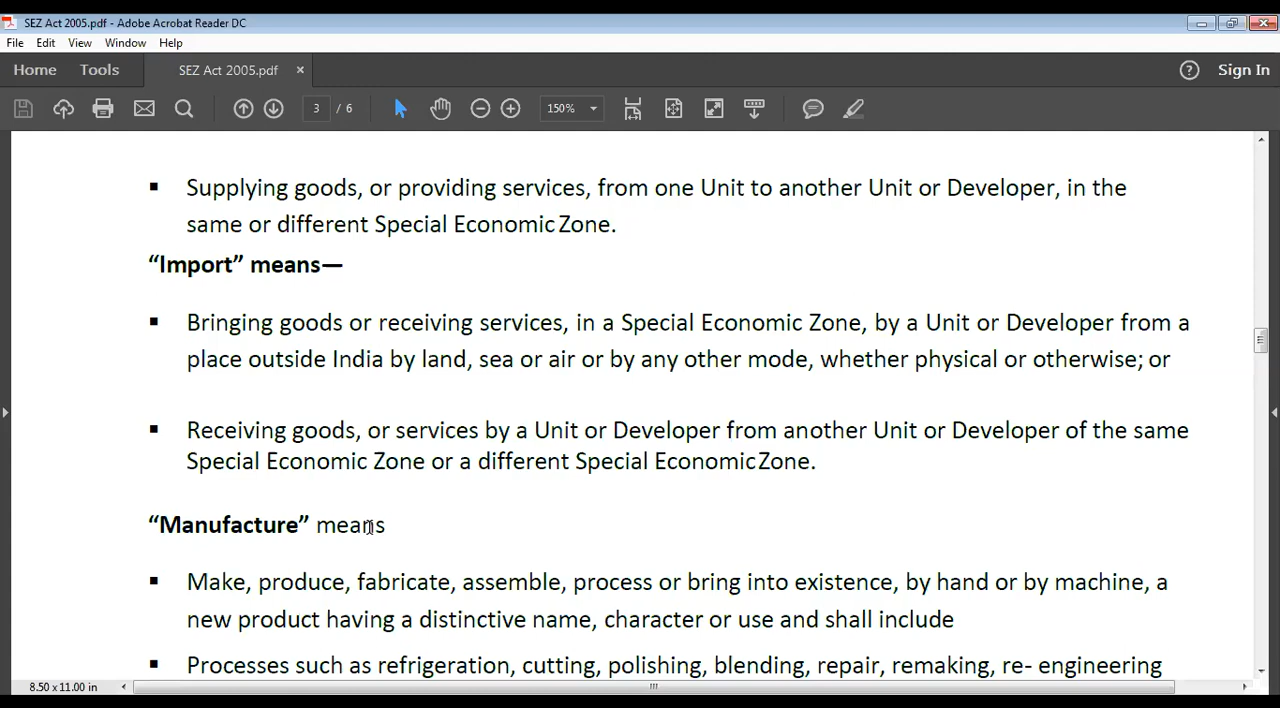 SEZ Act 2005.pdf - Adobe Acrobat Reader DC
File Edit View Window Help
Home Tools SEZ Act 2005.pdf × ? Sign In
3 / 6 150%
▪ Supplying goods, or providing services, from one Unit to another Unit or Developer, in the
same or different Special Economic Zone.
“Import” means—
▪ Bringing goods or receiving services, in a Special Economic Zone, by a Unit or Developer from a
place outside India by land, sea or air or by any other mode, whether physical or otherwise; or
▪ Receiving goods, or services by a Unit or Developer from another Unit or Developer of the same
Special Economic Zone or a different Special Economic Zone.
“Manufacture” means
▪ Make, produce, fabricate, assemble, process or bring into existence, by hand or by machine, a
new product having a distinctive name, character or use and shall include
▪ Processes such as refrigeration, cutting, polishing, blending, repair, remaking, re- engineering
8.50 x 11.00 in